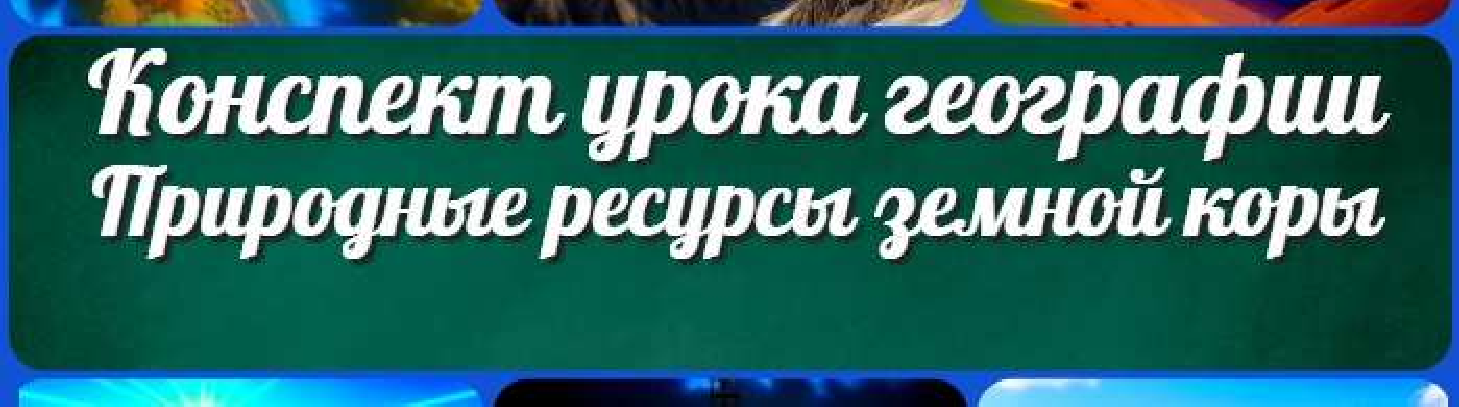 Конспект урока географии
Природные ресурсы земной коры